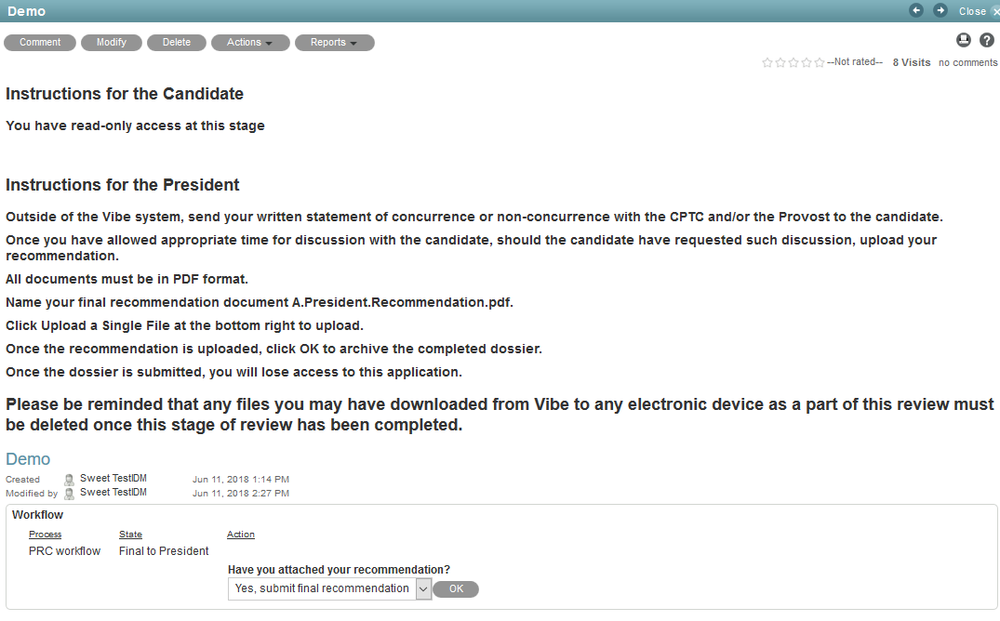 Demo
Close
Comment Modify Delete Actions Reports
--Not rated-- 8 Visits no comments
Instructions for the Candidate
You have read-only access at this stage
Instructions for the President
Outside of the Vibe system, send your written statement of concurrence or non-concurrence with the CPTC and/or the Provost to the candidate.
Once you have allowed appropriate time for discussion with the candidate, should the candidate have requested such discussion, upload your
recommendation.
All documents must be in PDF format.
Name your final recommendation document A.President.Recommendation.pdf.
Click Upload a Single File at the bottom right to upload.
Once the recommendation is uploaded, click OK to archive the completed dossier.
Once the dossier is submitted, you will lose access to this application.
Please be reminded that any files you may have downloaded from Vibe to any electronic device as a part of this review must
be deleted once this stage of review has been completed.
Demo
Created Sweet TestIDM Jun 11, 2018 1:14 PM
Modified by Sweet TestIDM Jun 11, 2018 2:27 PM
Workflow
Process State Action
PRC workflow Final to President
Have you attached your recommendation?
Yes, submit final recommendation OK